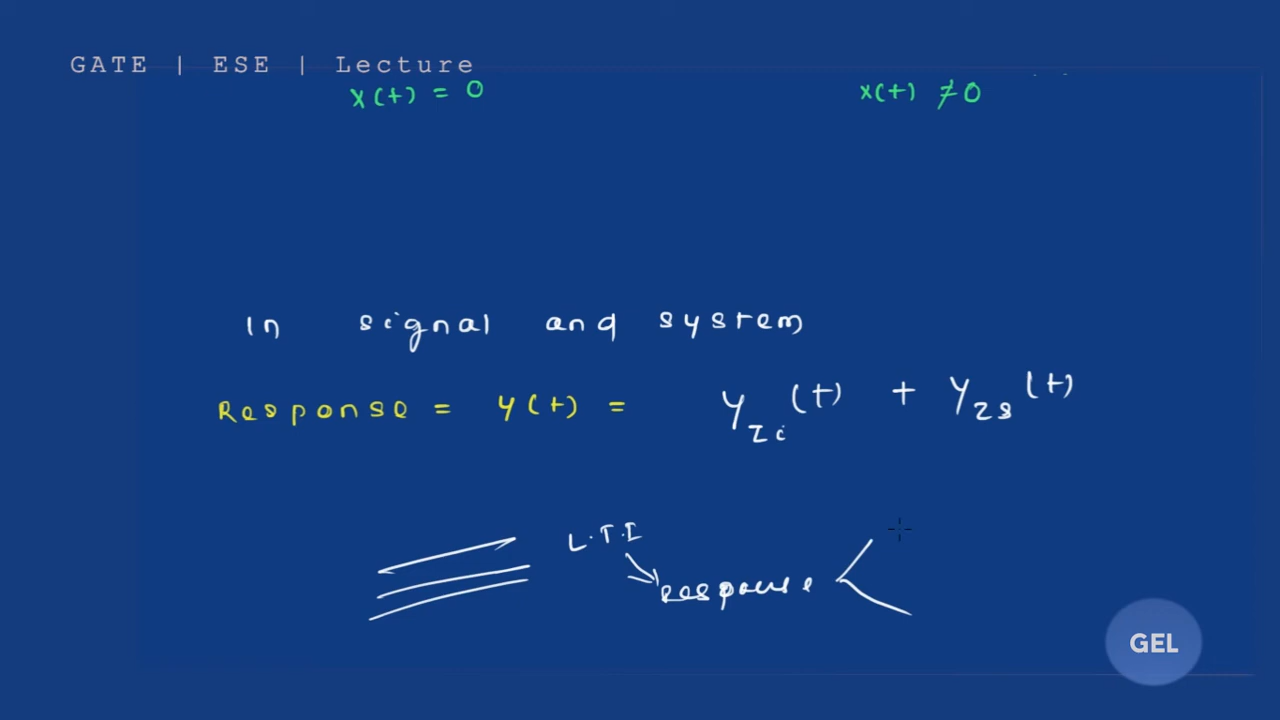 GATE | ESE | Lecture
x(t) = 0
x(t) ≠ 0
In signal and system
Response = y(t) = y_zi(t) + y_zs(t)
L.T.I
Response
GEL